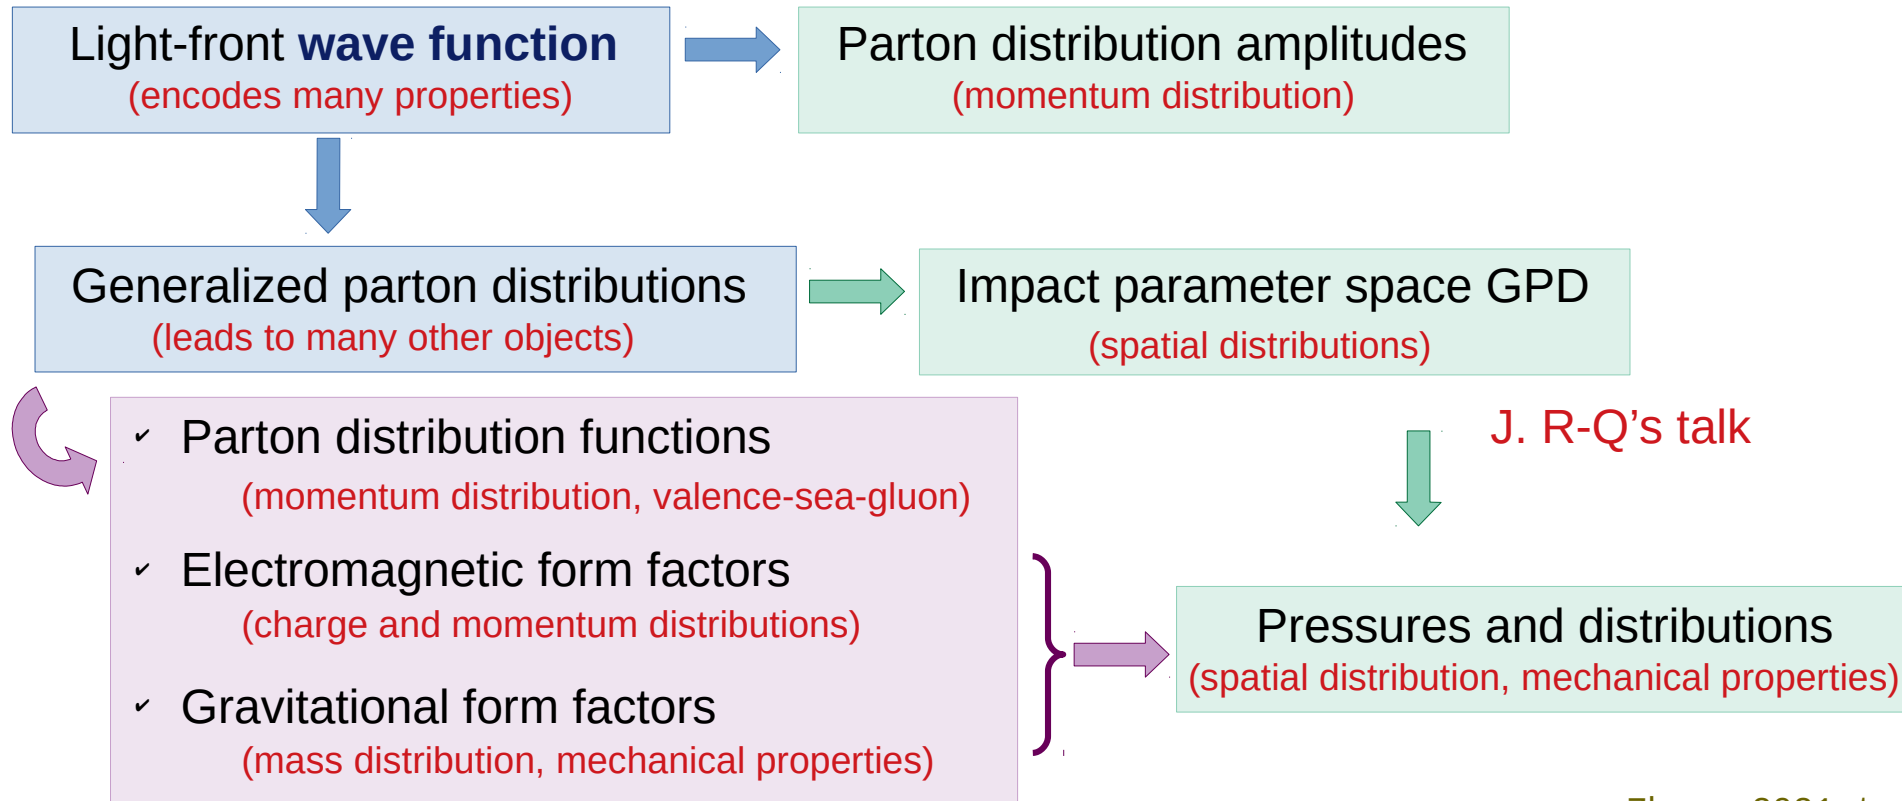 Light-front wave function
(encodes many properties)
Parton distribution amplitudes
(momentum distribution)
Generalized parton distributions
(leads to many other objects)
Impact parameter space GPD
(spatial distributions)
J. R-Q’s talk
✔ Parton distribution functions
(momentum distribution, valence-sea-gluon)
✔ Electromagnetic form factors
(charge and momentum distributions)
✔ Gravitational form factors
(mass distribution, mechanical properties)
Pressures and distributions
(spatial distribution, mechanical properties)